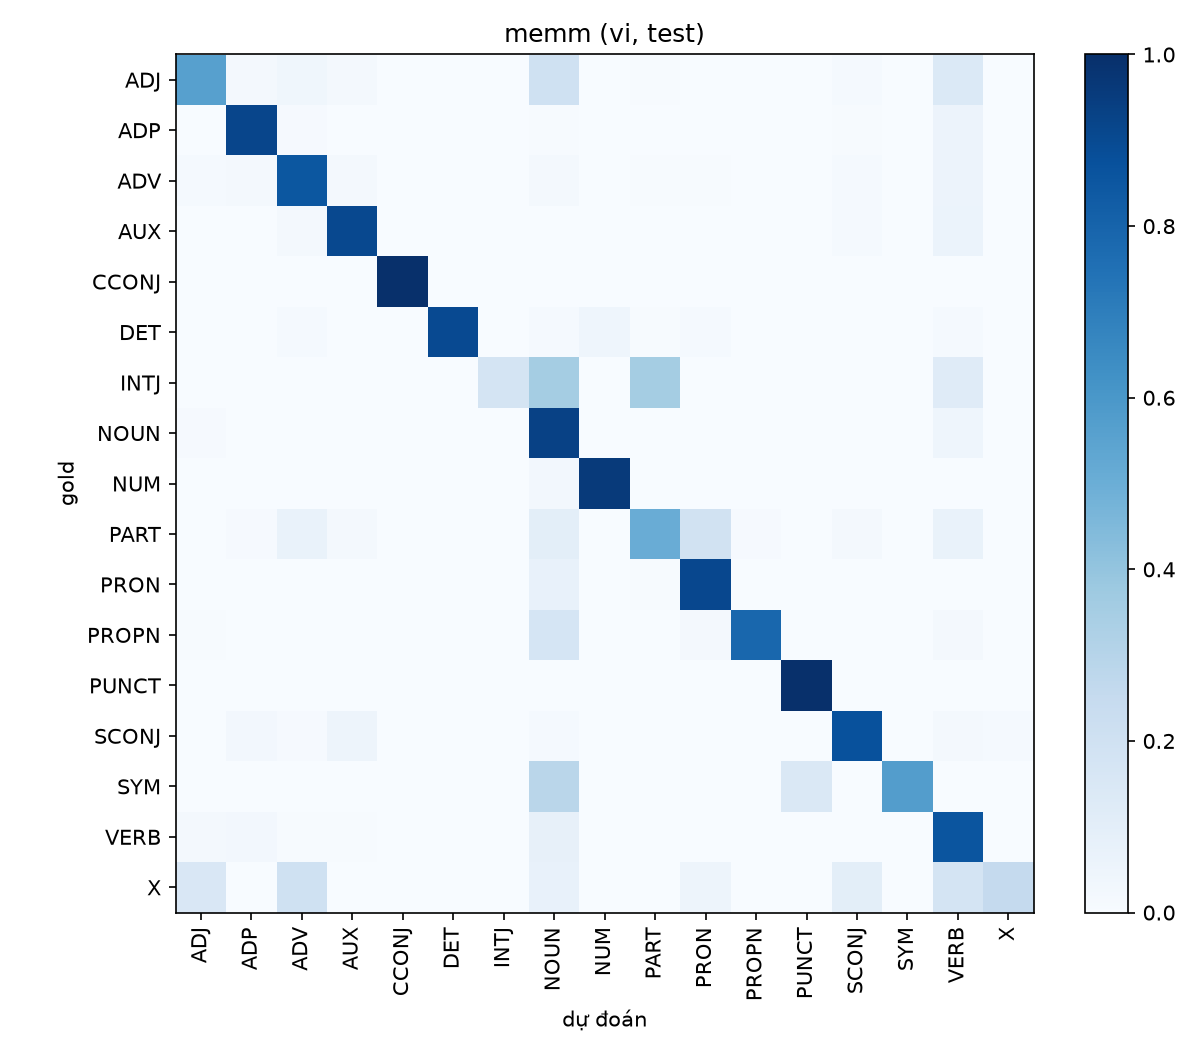 memm (vi, test)
gold
ADJ
ADP
ADV
AUX
CCONJ
DET
INTJ
NOUN
NUM
PART
PRON
PROPN
PUNCT
SCONJ
SYM
VERB
X
ADJ
ADP
ADV
AUX
CCONJ
DET
INTJ
NOUN
NUM
PART
PRON
PROPN
PUNCT
SCONJ
SYM
VERB
X
dự đoán
1.0
0.8
0.6
0.4
0.2
0.0